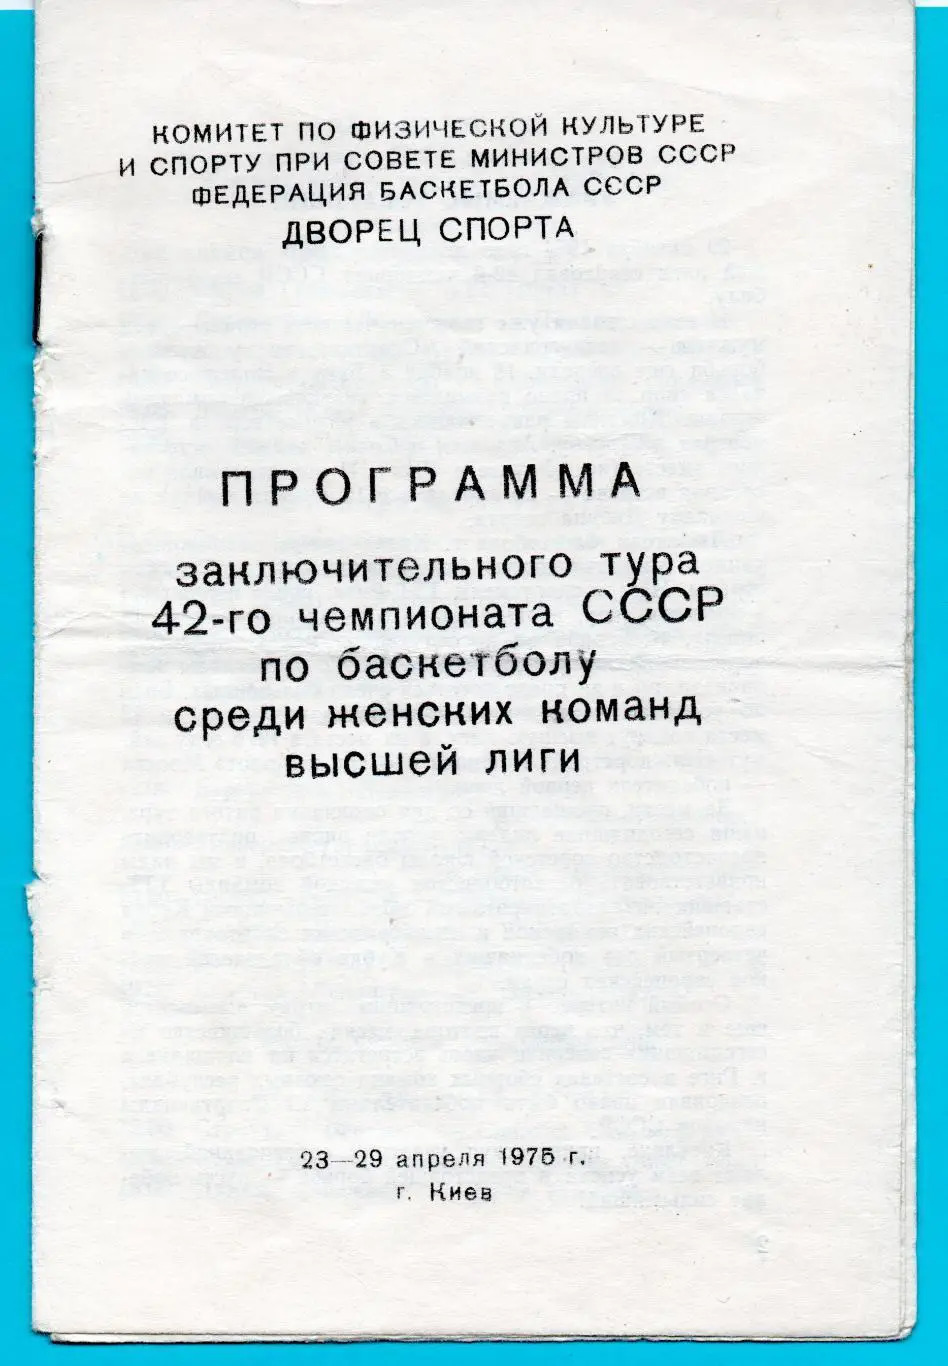 КОМИТЕТ ПО ФИЗИЧЕСКОЙ КУЛЬТУРЕ
И СПОРТУ ПРИ СОВЕТЕ МИНИСТРОВ СССР
ФЕДЕРАЦИЯ БАСКЕТБОЛА СССР
ДВОРЕЦ СПОРТА
ПРОГРАММА
заключительного тура
42-го чемпионата СССР
по баскетболу
среди женских команд
высшей лиги
23—29 апреля 1975 г.
г. Киев